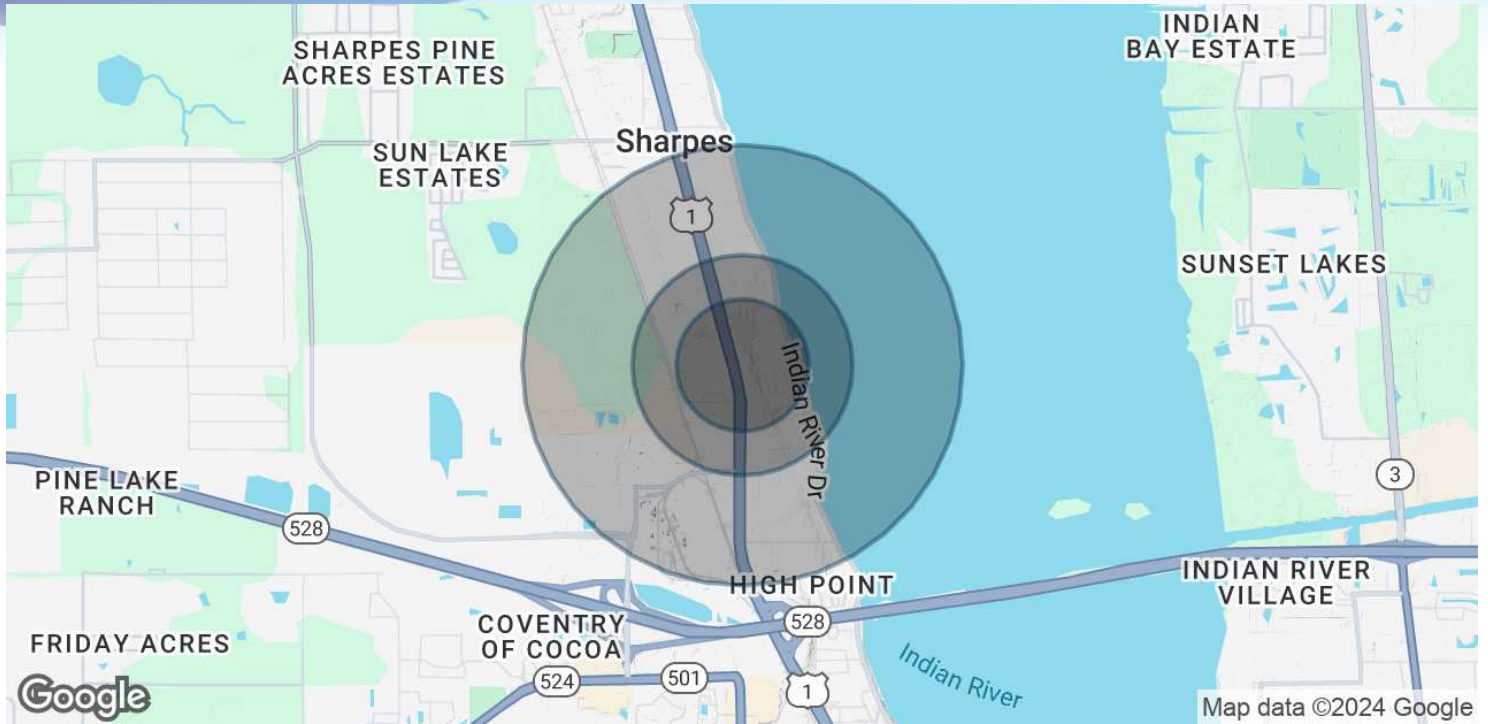 INDIAN
BAY ESTATE
SHARPES PINE
ACRES ESTATES
Sharpes
SUN LAKE
ESTATES
1
SUNSET LAKES
Indian River Dr
PINE LAKE
RANCH
3
528
HIGH POINT
INDIAN RIVER
VILLAGE
528
COVENTRY
OF COCOA
FRIDAY ACRES
Indian River
524
501
1
Google
Map data ©2024 Google